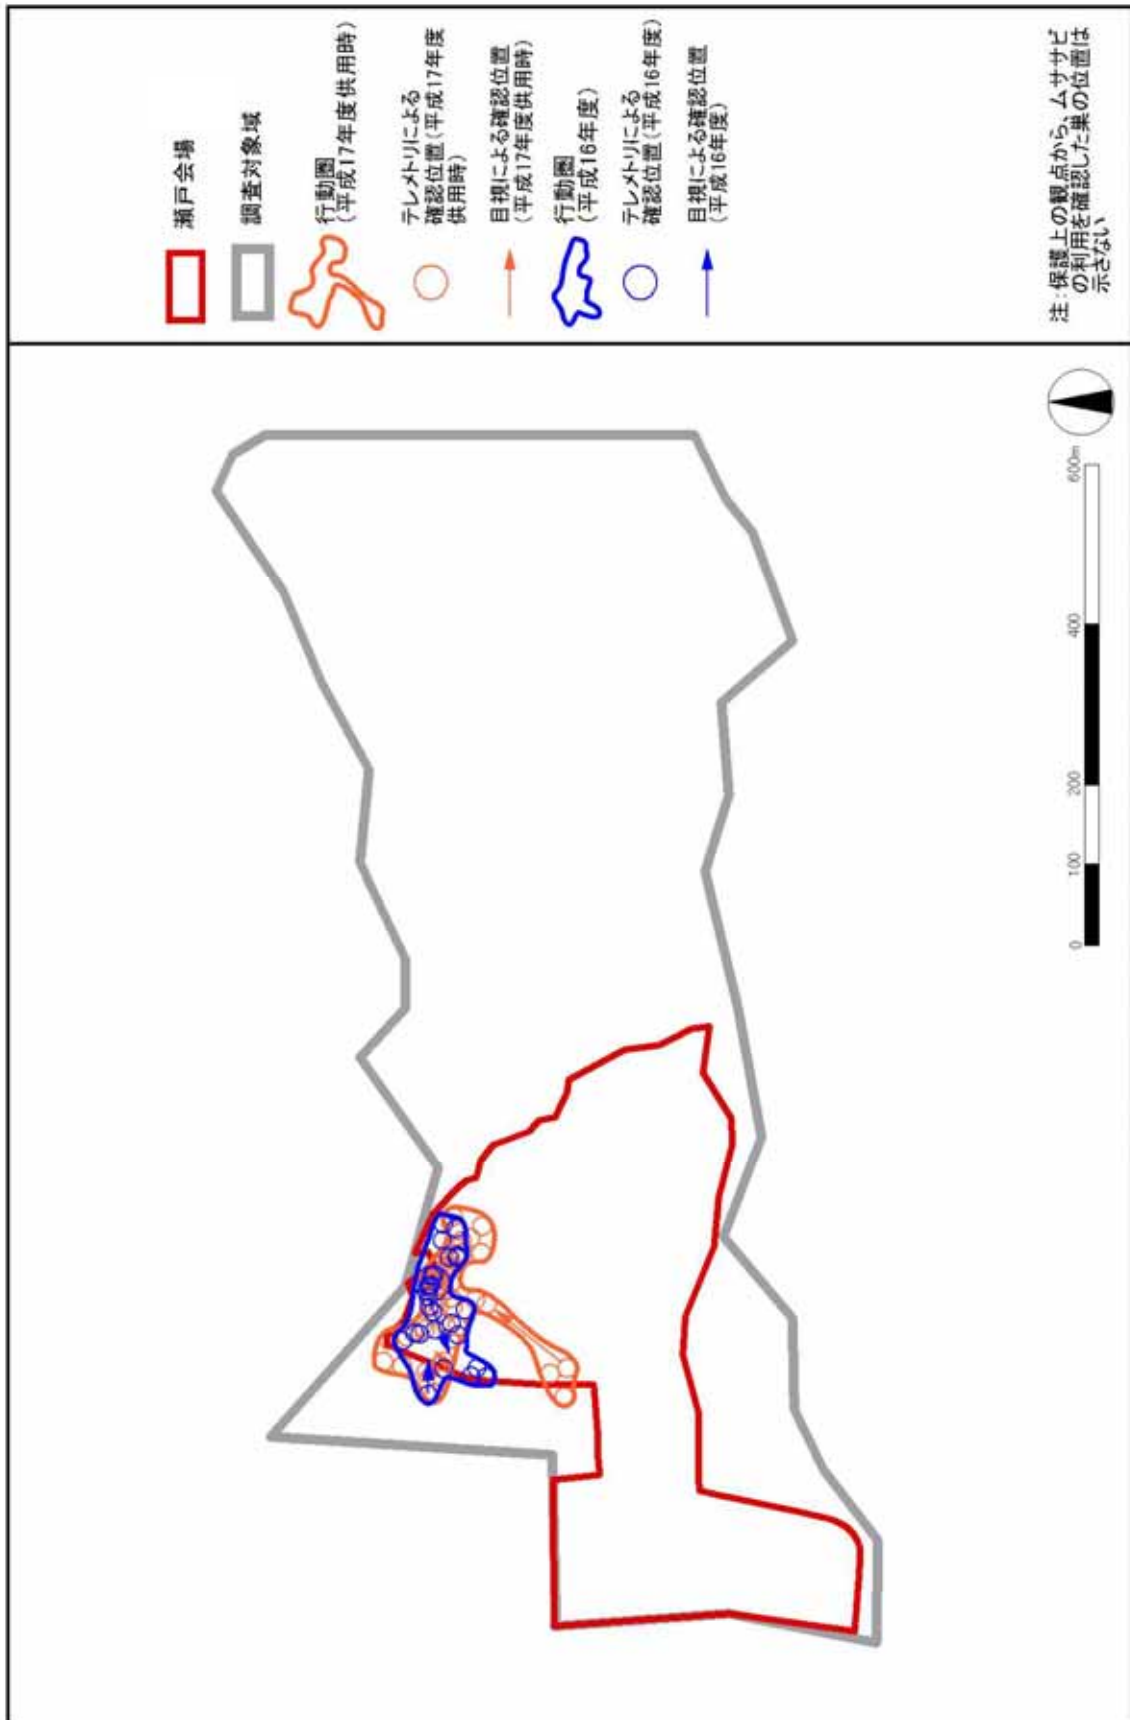 瀬戸会場
調査対象域
行動圏
（平成17年度供用時）
テレメトリによる
確認位置（平成17年度
供用時）
目視による確認位置
（平成17年度供用時）
行動圏
（平成16年度）
テレメトリによる
確認位置（平成16年度）
目視による確認位置
（平成16年度）
注：保護上の観点から、ムササビ
の利用を確認した巣の位置は
示さない
0 100 200 400 600m